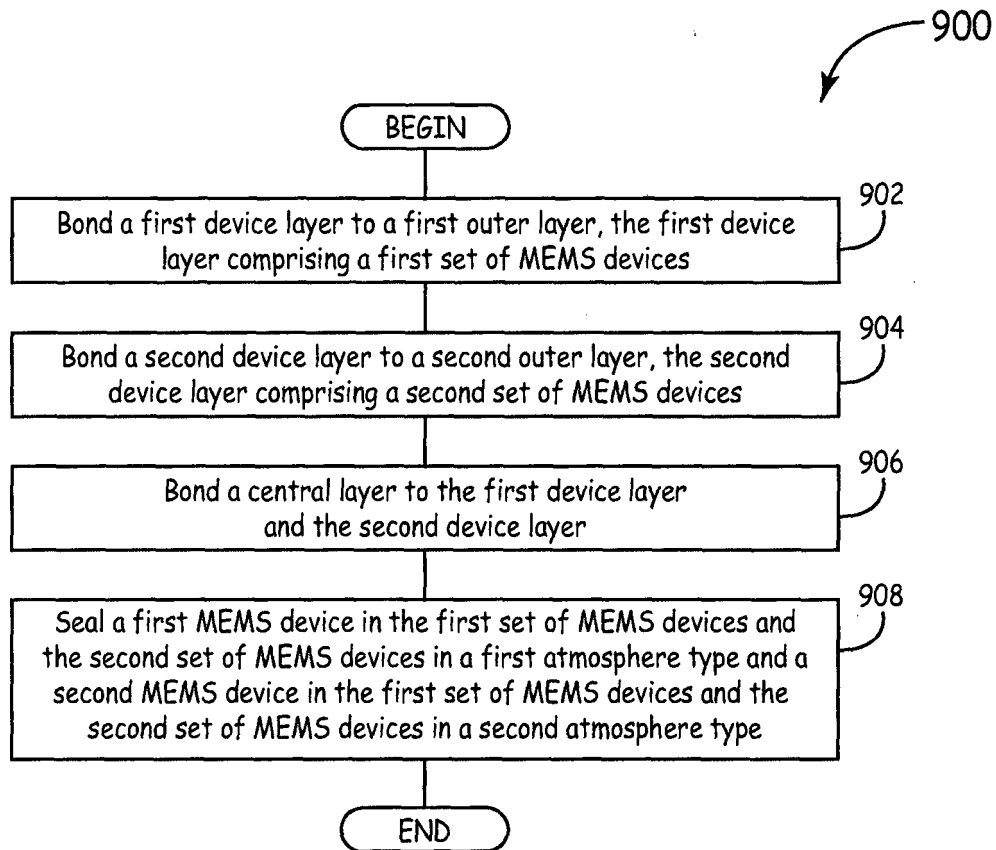 900
BEGIN
902
Bond a first device layer to a first outer layer, the first device
layer comprising a first set of MEMS devices
904
Bond a second device layer to a second outer layer, the second
device layer comprising a second set of MEMS devices
906
Bond a central layer to the first device layer
and the second device layer
908
Seal a first MEMS device in the first set of MEMS devices and
the second set of MEMS devices in a first atmosphere type and a
second MEMS device in the first set of MEMS devices and the
second set of MEMS devices in a second atmosphere type
END